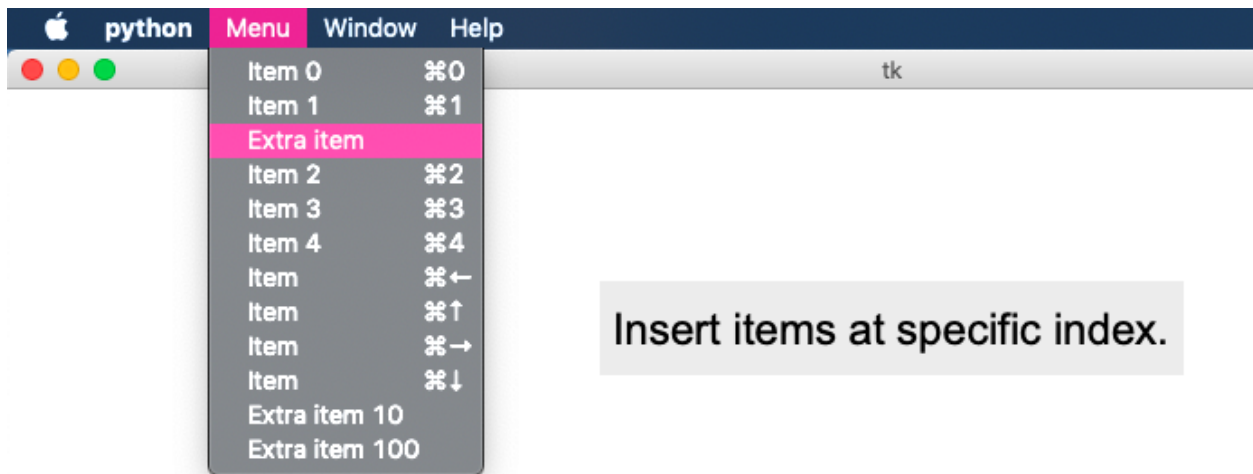 python Menu Window Help
tk
Item 0 ⌘0
Item 1 ⌘1
Extra item
Item 2 ⌘2
Item 3 ⌘3
Item 4 ⌘4
Item ⌘←
Item ⌘↑
Item ⌘→
Item ⌘↓
Extra item 10
Extra item 100
Insert items at specific index.